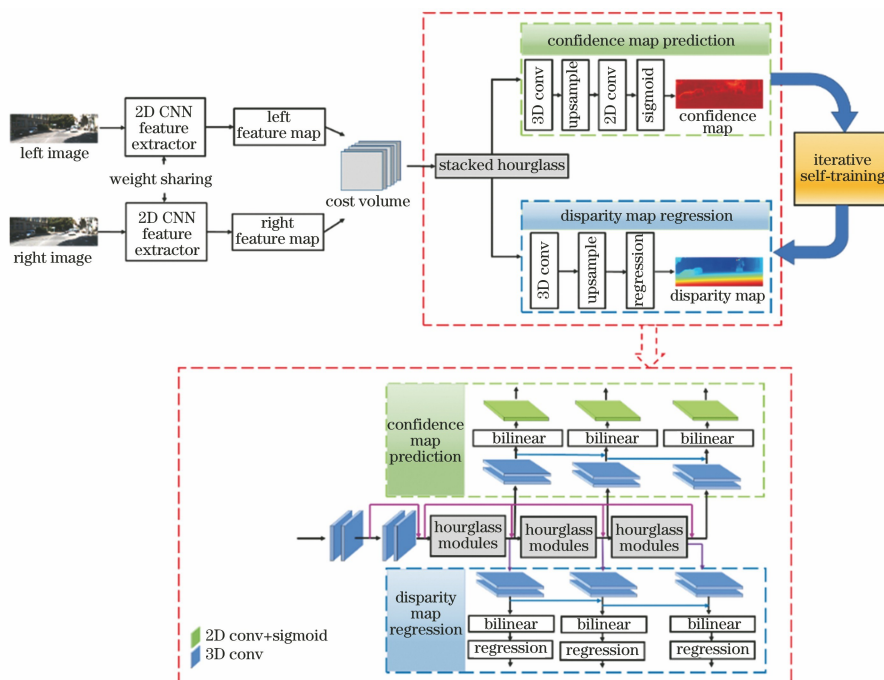 confidence map prediction
3D conv
upsample
2D conv
sigmoid
confidence
map
left image
2D CNN
feature
extractor
left
feature map
weight sharing
right image
2D CNN
feature
extractor
right
feature map
cost volume
stacked hourglass
iterative
self-training
disparity map regression
3D conv
upsample
regression
disparity map
confidence
map
prediction
bilinear
bilinear
bilinear
hourglass
modules
hourglass
modules
hourglass
modules
disparity
map
regression
bilinear
bilinear
bilinear
regression
regression
regression
2D conv+sigmoid
3D conv